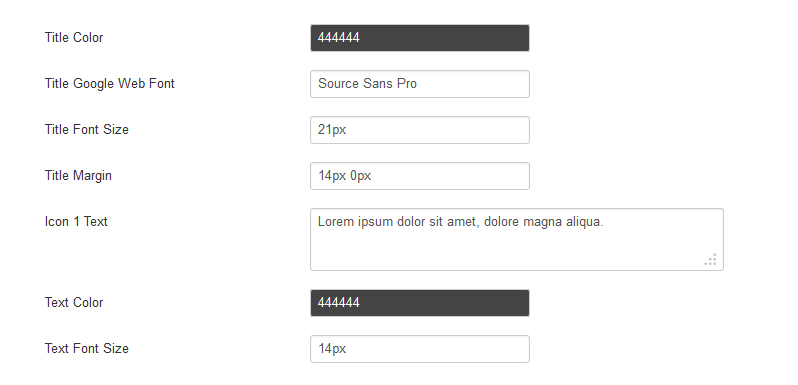 Title Color 444444
Title Google Web Font Source Sans Pro
Title Font Size 21px
Title Margin 14px 0px
Icon 1 Text Lorem ipsum dolor sit amet, dolore magna aliqua.
Text Color 444444
Text Font Size 14px